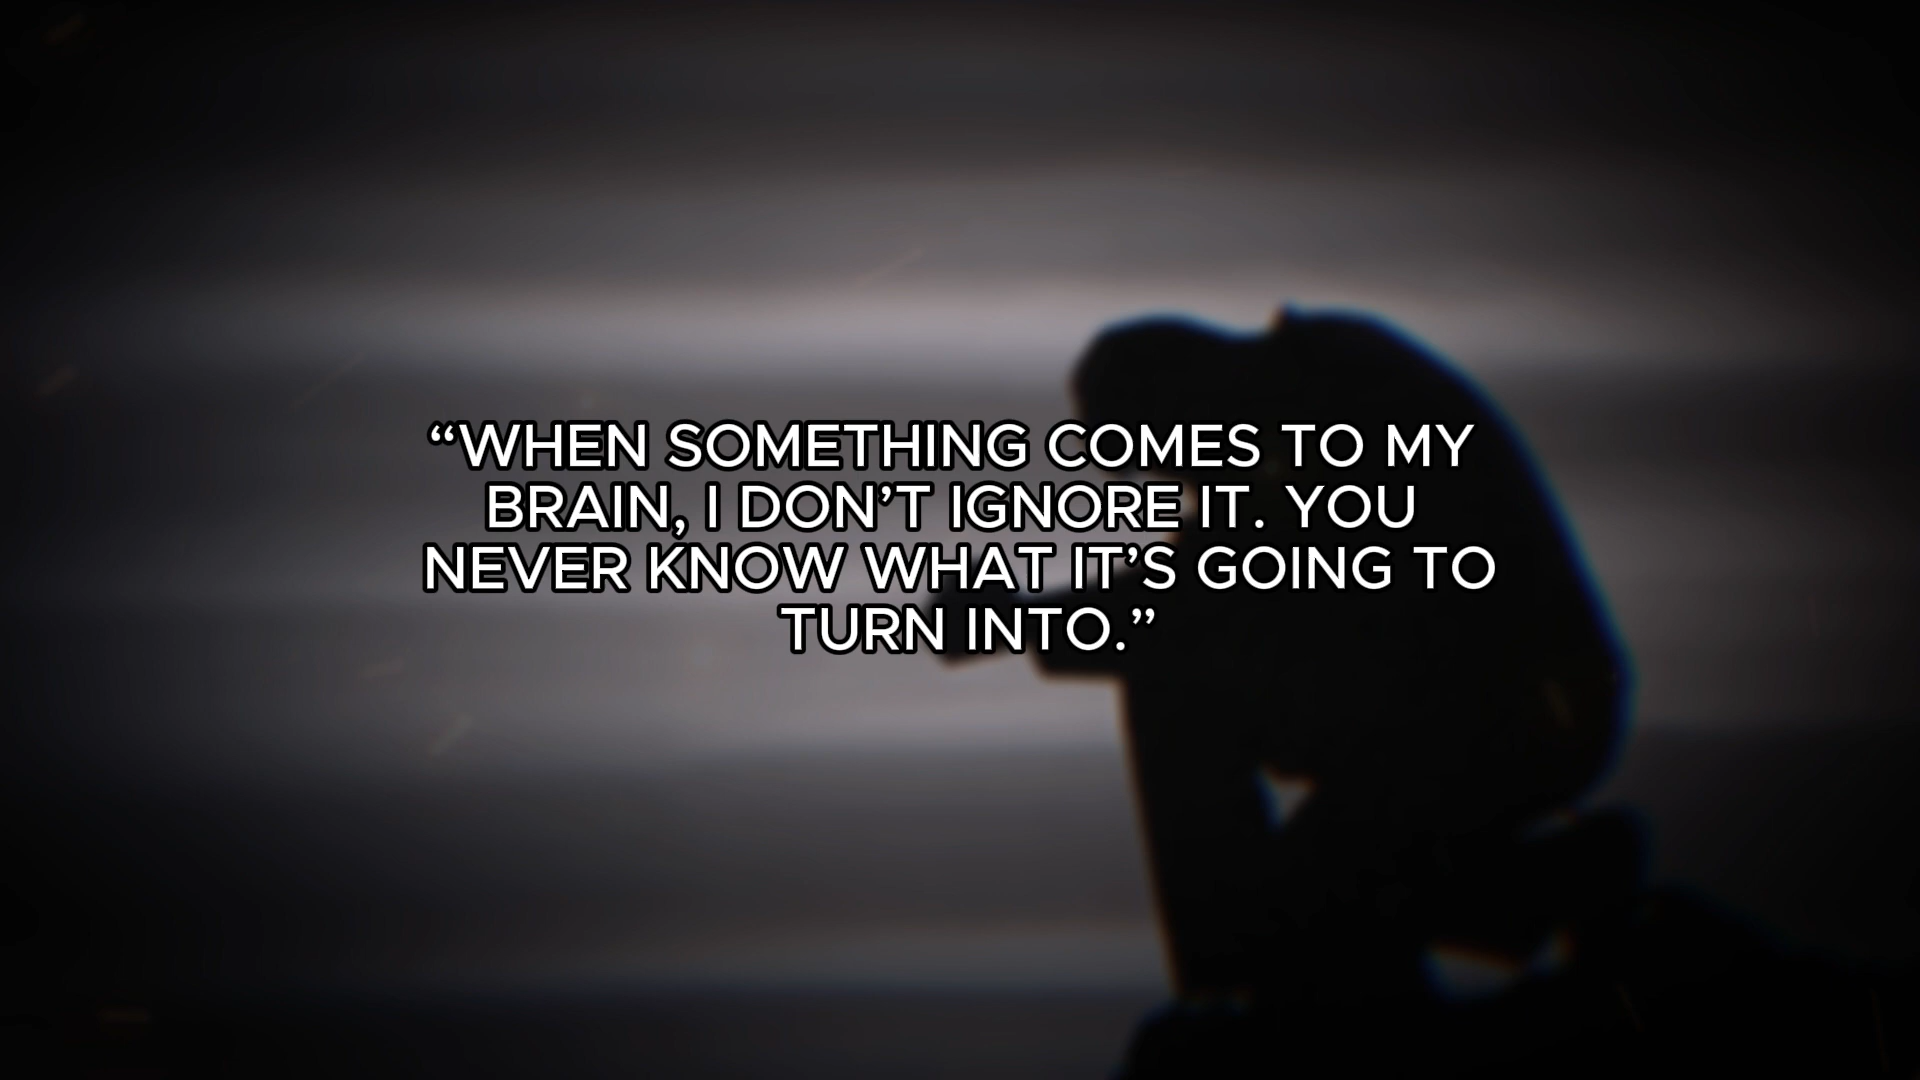 “WHEN SOMETHING COMES TO MY
BRAIN, I DON’T IGNORE IT. YOU
NEVER KNOW WHAT IT’S GOING TO
TURN INTO.”